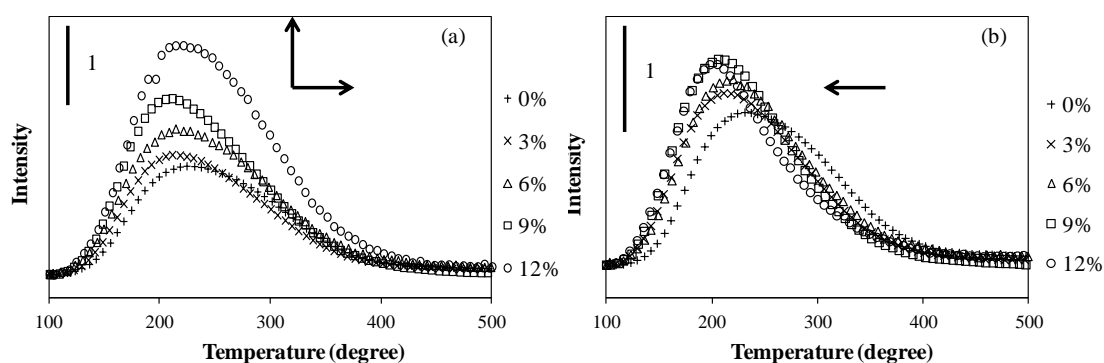 (a)
1
Intensity
+ 0%
× 3%
△ 6%
□ 9%
○ 12%
100 200 300 400 500
Temperature (degree)
(b)
1
Intensity
+ 0%
× 3%
△ 6%
□ 9%
○ 12%
100 200 300 400 500
Temperature (degree)